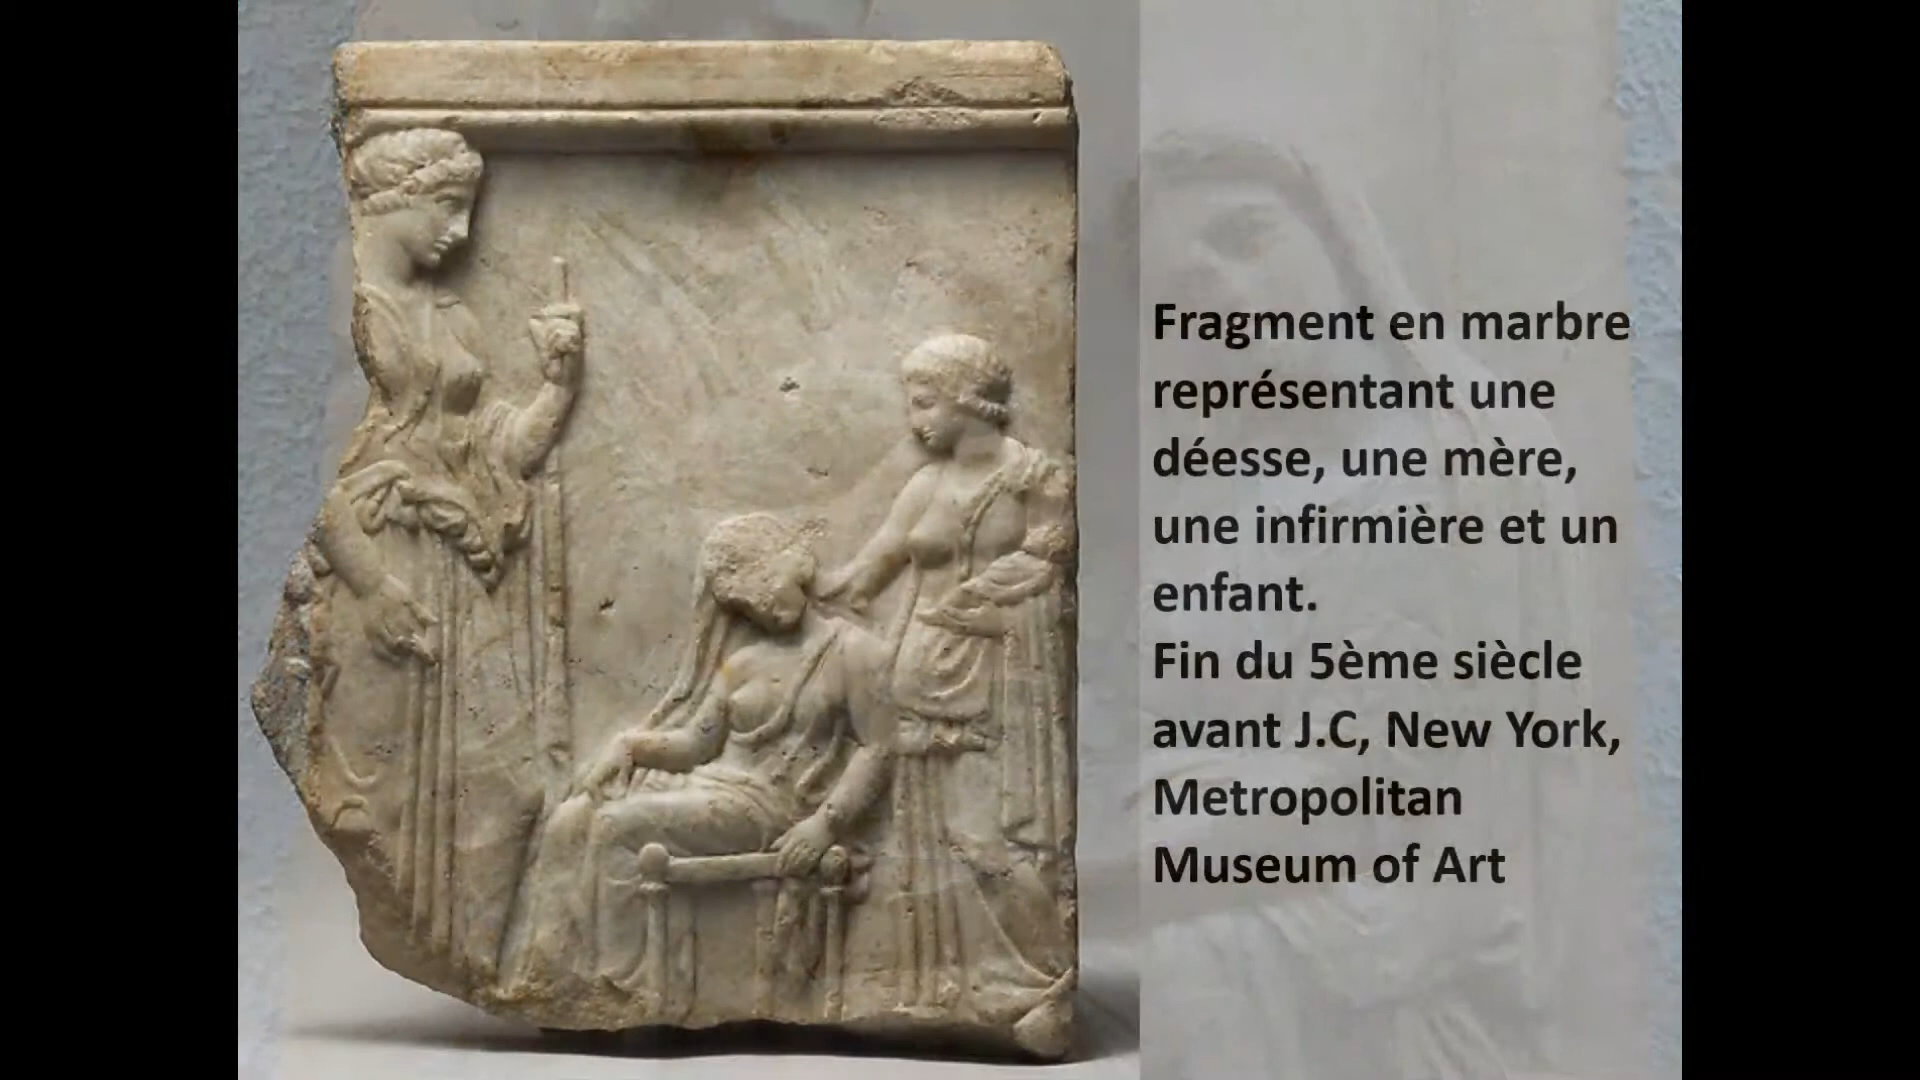 Fragment en marbre
représentant une
déesse, une mère,
une infirmière et un
enfant.
Fin du 5ème siècle
avant J.C, New York,
Metropolitan
Museum of Art